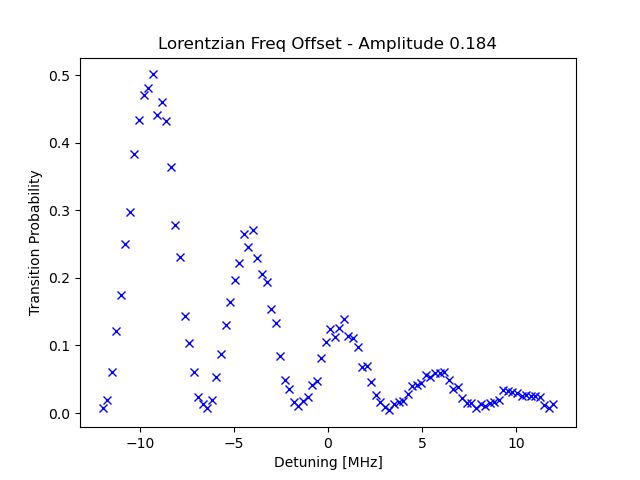 Lorentzian Freq Offset - Amplitude 0.184
0.5
0.4
0.3
0.2
0.1
0.0
Transition Probability
−10 −5 0 5 10
Detuning [MHz]